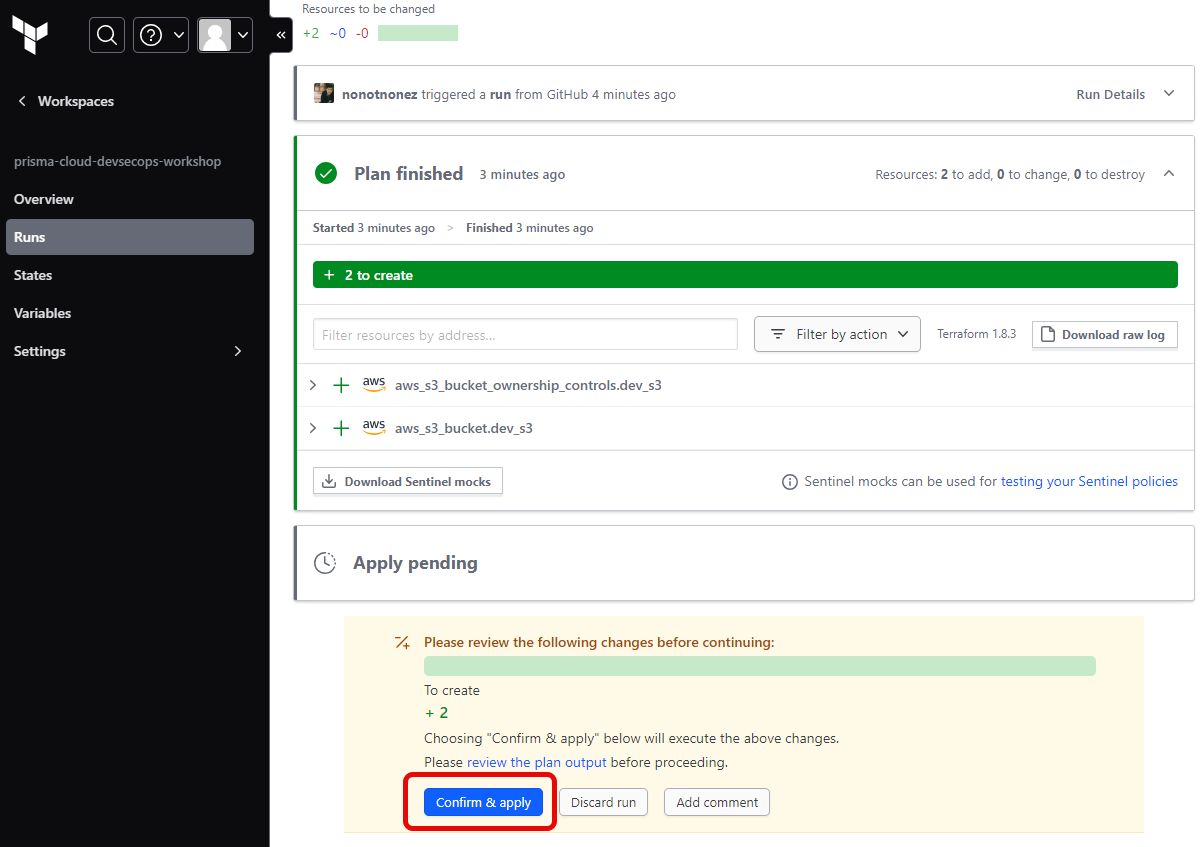 Resources to be changed
+2 ~0 -0
«
Workspaces
prisma-cloud-devsecops-workshop
Overview
Runs
States
Variables
Settings
nonotnonez triggered a run from GitHub 4 minutes ago
Run Details
Plan finished 3 minutes ago
Resources: 2 to add, 0 to change, 0 to destroy
Started 3 minutes ago > Finished 3 minutes ago
+ 2 to create
Filter resources by address...
Filter by action
Terraform 1.8.3
Download raw log
+ aws aws_s3_bucket_ownership_controls.dev_s3
+ aws aws_s3_bucket.dev_s3
Download Sentinel mocks
Sentinel mocks can be used for testing your Sentinel policies
Apply pending
Please review the following changes before continuing:
To create
+ 2
Choosing "Confirm & apply" below will execute the above changes.
Please review the plan output before proceeding.
Confirm & apply
Discard run
Add comment